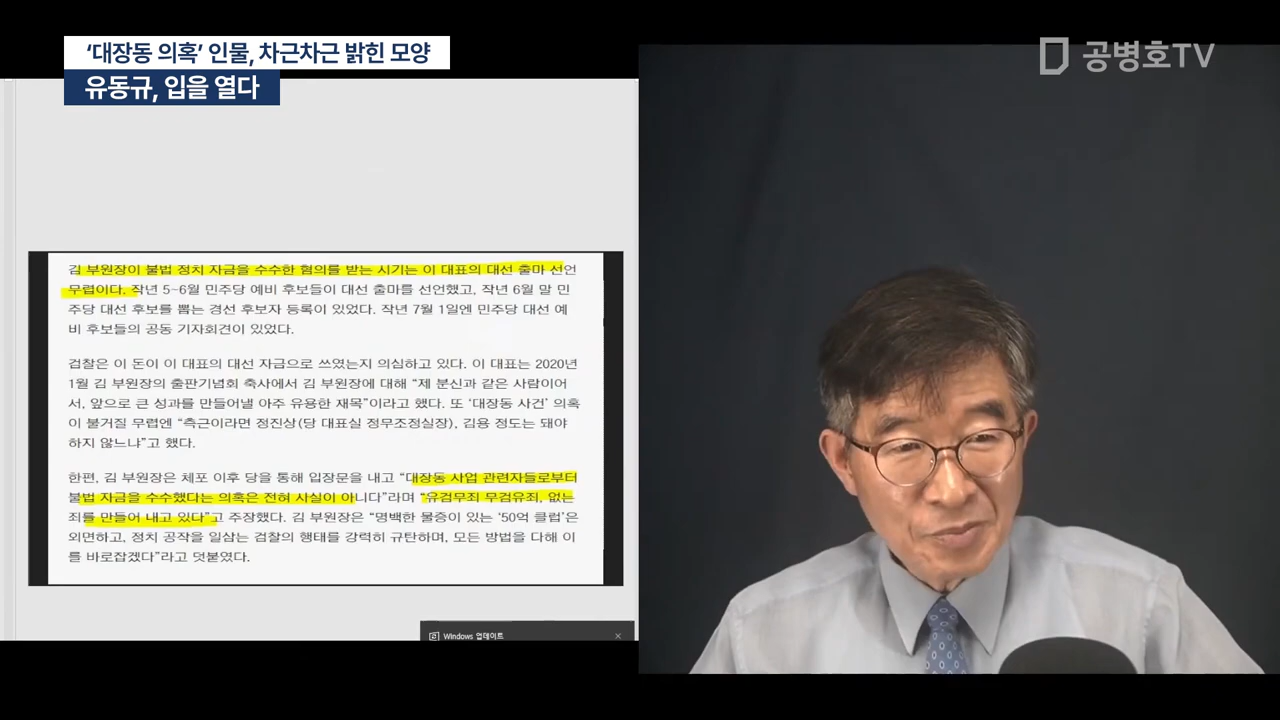 ‘대장동 의혹’ 인물, 차근차근 밝힌 모양
유동규, 입을 열다
공병호TV
김 부원장이 불법 정치 자금을 수수한 혐의를 받는 시기는 이 대표의 대선 출마 선언
무렵이다. 작년 5~6월 민주당 예비 후보들이 대선 출마를 선언했고, 작년 6월 말 민
주당 대선 후보를 뽑는 경선 후보자 등록이 있었다. 작년 7월 1일엔 민주당 대선 예
비 후보들의 공동 기자회견이 있었다.
검찰은 이 돈이 이 대표의 대선 자금으로 쓰였는지 의심하고 있다. 이 대표는 2020년
1월 김 부원장의 출판기념회 축사에서 김 부원장에 대해 “제 분신과 같은 사람이어
서, 앞으로 큰 성과를 만들어낼 아주 유용한 재목”이라고 했다. 또 ‘대장동 사건’ 의혹
이 불거질 무렵엔 “측근이라면 정진상(당 대표실 정무조정실장), 김용 정도는 돼야
하지 않느냐”고 했다.
한편, 김 부원장은 체포 이후 당을 통해 입장문을 내고 “대장동 사업 관련자들로부터
불법 자금을 수수했다는 의혹은 전혀 사실이 아니다”라며 “유검무죄 무검유죄, 없는
죄를 만들어 내고 있다”고 주장했다. 김 부원장은 “명백한 물증이 있는 ‘50억 클럽’은
외면하고, 정치 공작을 일삼는 검찰의 행태를 강력히 규탄하며, 모든 방법을 다해 이
를 바로잡겠다”라고 덧붙였다.
Windows 업데이트